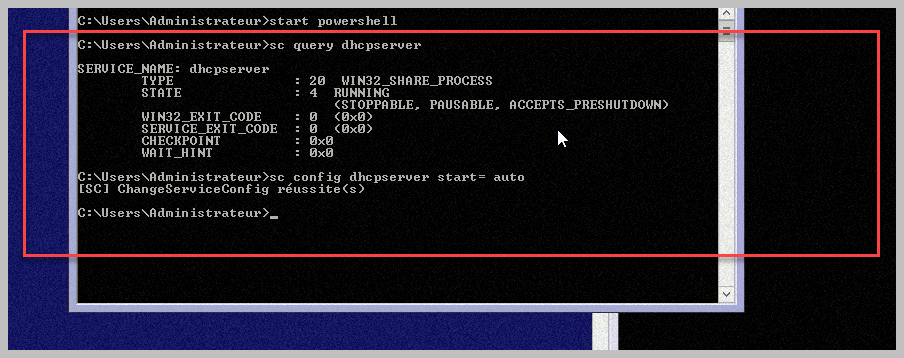 C:\Users\Administrateur>start powershell
C:\Users\Administrateur>sc query dhcpserver
SERVICE_NAME: dhcpserver
TYPE : 20 WIN32_SHARE_PROCESS
STATE : 4 RUNNING
(STOPPABLE, PAUSABLE, ACCEPTS_PRESHUTDOWN)
WIN32_EXIT_CODE : 0 (0x0)
SERVICE_EXIT_CODE : 0 (0x0)
CHECKPOINT : 0x0
WAIT_HINT : 0x0
C:\Users\Administrateur>sc config dhcpserver start= auto
[SC] ChangeServiceConfig réussite(s)
C:\Users\Administrateur>_